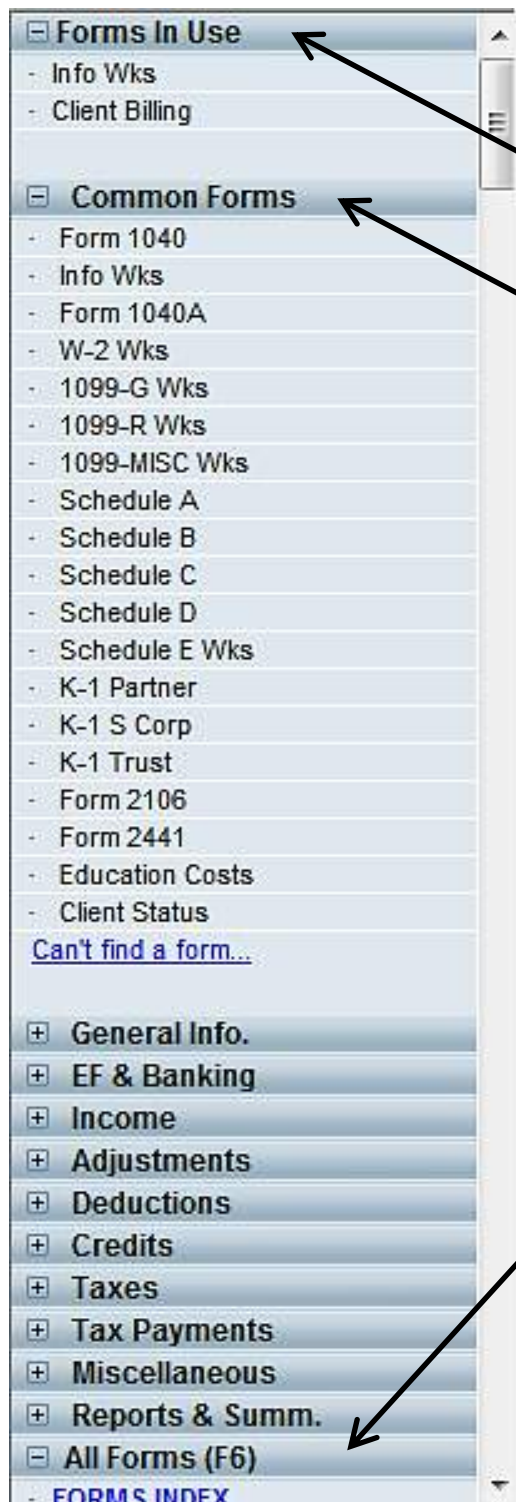 Forms In Use
- Info Wks
- Client Billing
Common Forms
- Form 1040
- Info Wks
- Form 1040A
- W-2 Wks
- 1099-G Wks
- 1099-R Wks
- 1099-MISC Wks
- Schedule A
- Schedule B
- Schedule C
- Schedule D
- Schedule E Wks
- K-1 Partner
- K-1 S Corp
- K-1 Trust
- Form 2106
- Form 2441
- Education Costs
- Client Status
Can't find a form...
General Info.
EF & Banking
Income
Adjustments
Deductions
Credits
Taxes
Tax Payments
Miscellaneous
Reports & Summ.
All Forms (F6)
- FORMS INDEX